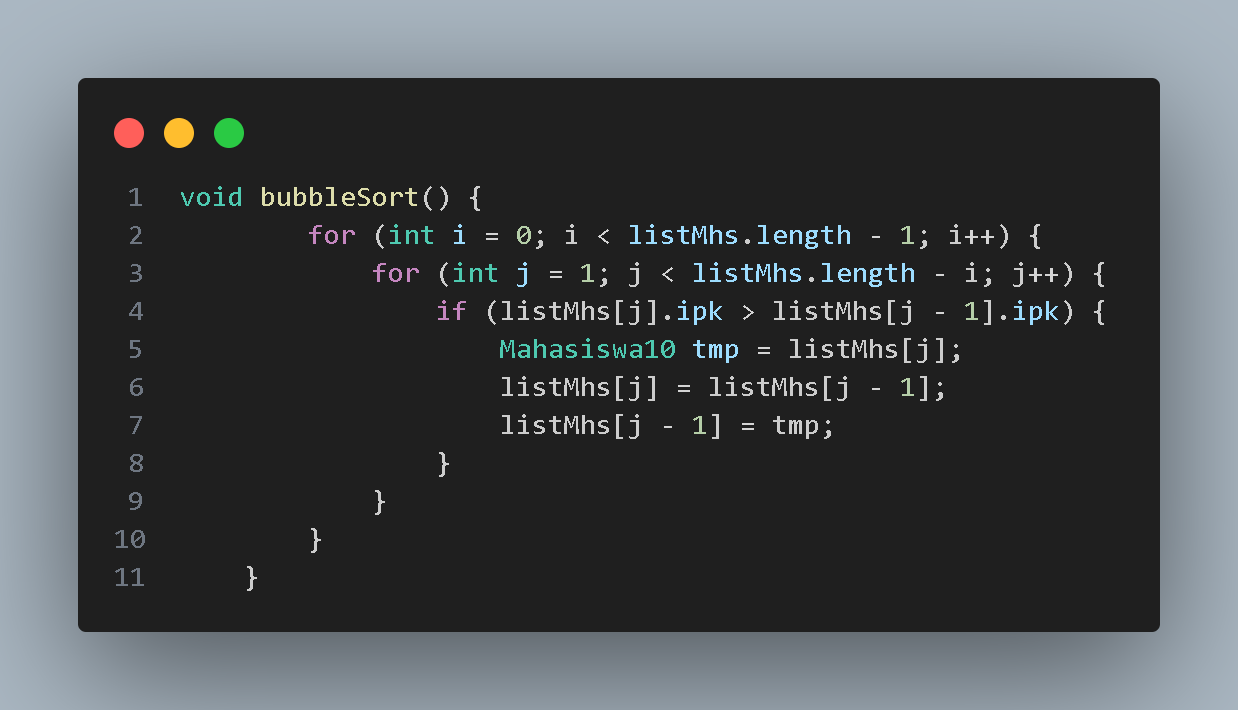 1 void bubbleSort() {
2         for (int i = 0; i < listMhs.length - 1; i++) {
3             for (int j = 1; j < listMhs.length - i; j++) {
4                 if (listMhs[j].ipk > listMhs[j - 1].ipk) {
5                     Mahasiswa10 tmp = listMhs[j];
6                     listMhs[j] = listMhs[j - 1];
7                     listMhs[j - 1] = tmp;
8                 }
9             }
10         }
11     }